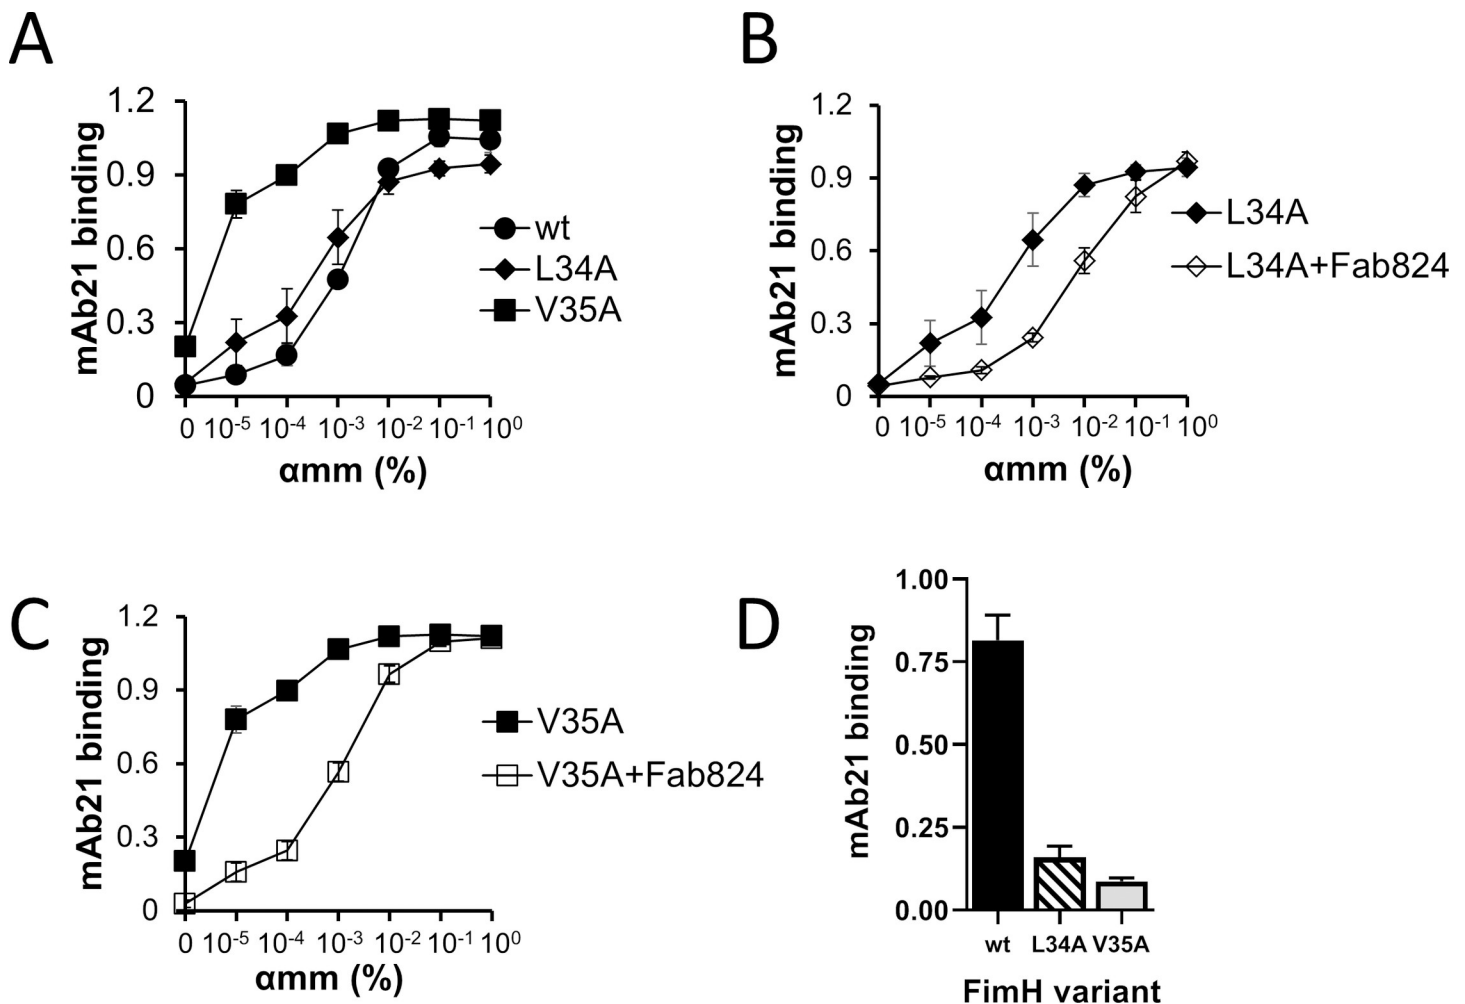 A
mAb21 binding
1.2
0.9
0.6
0.3
0
0 10⁻⁵ 10⁻⁴ 10⁻³ 10⁻² 10⁻¹ 10⁰
αmm (%)
wt
L34A
V35A
B
mAb21 binding
1.2
0.9
0.6
0.3
0
0 10⁻⁵ 10⁻⁴ 10⁻³ 10⁻² 10⁻¹ 10⁰
αmm (%)
L34A
L34A+Fab824
C
mAb21 binding
1.2
0.9
0.6
0.3
0
0 10⁻⁵ 10⁻⁴ 10⁻³ 10⁻² 10⁻¹ 10⁰
αmm (%)
V35A
V35A+Fab824
D
mAb21 binding
1.00
0.75
0.50
0.25
0.00
wt L34A V35A
FimH variant